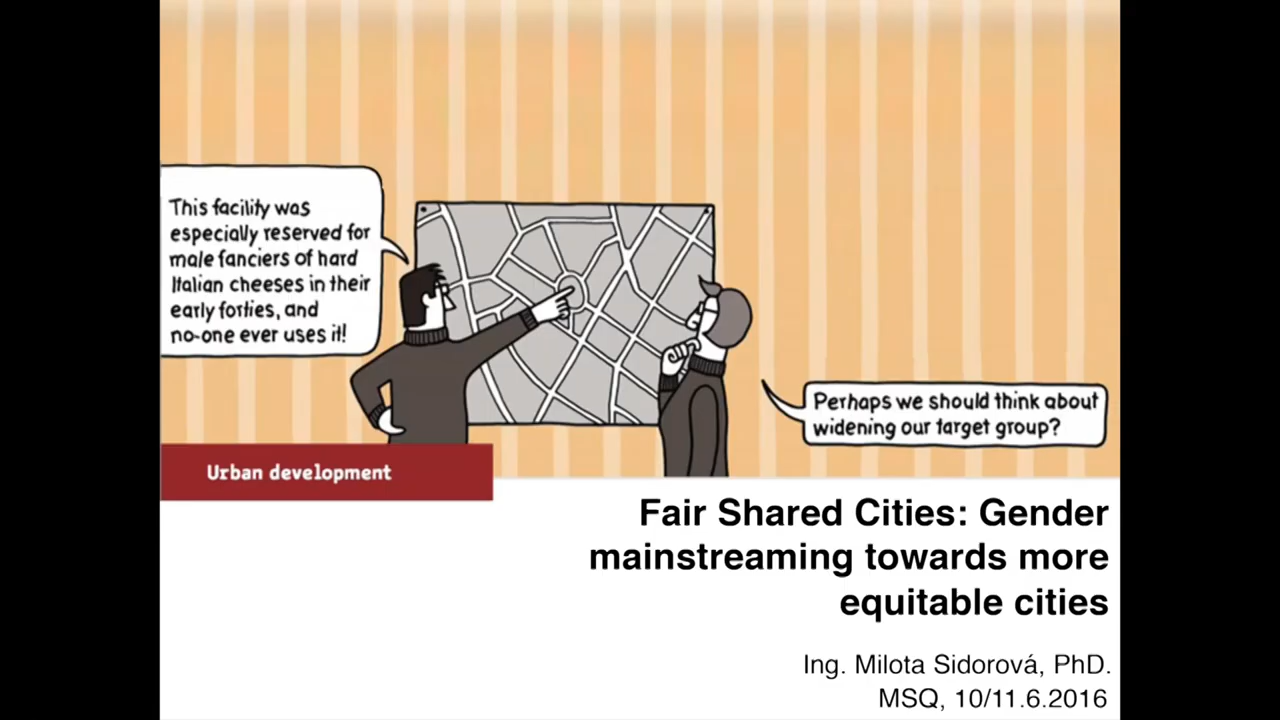 This facility was
especially reserved for
male fanciers of hard
Italian cheeses in their
early forties, and
no-one ever uses it!
Perhaps we should think about
widening our target group?
Urban development
Fair Shared Cities: Gender
mainstreaming towards more
equitable cities
Ing. Milota Sidorová, PhD.
MSQ, 10/11.6.2016